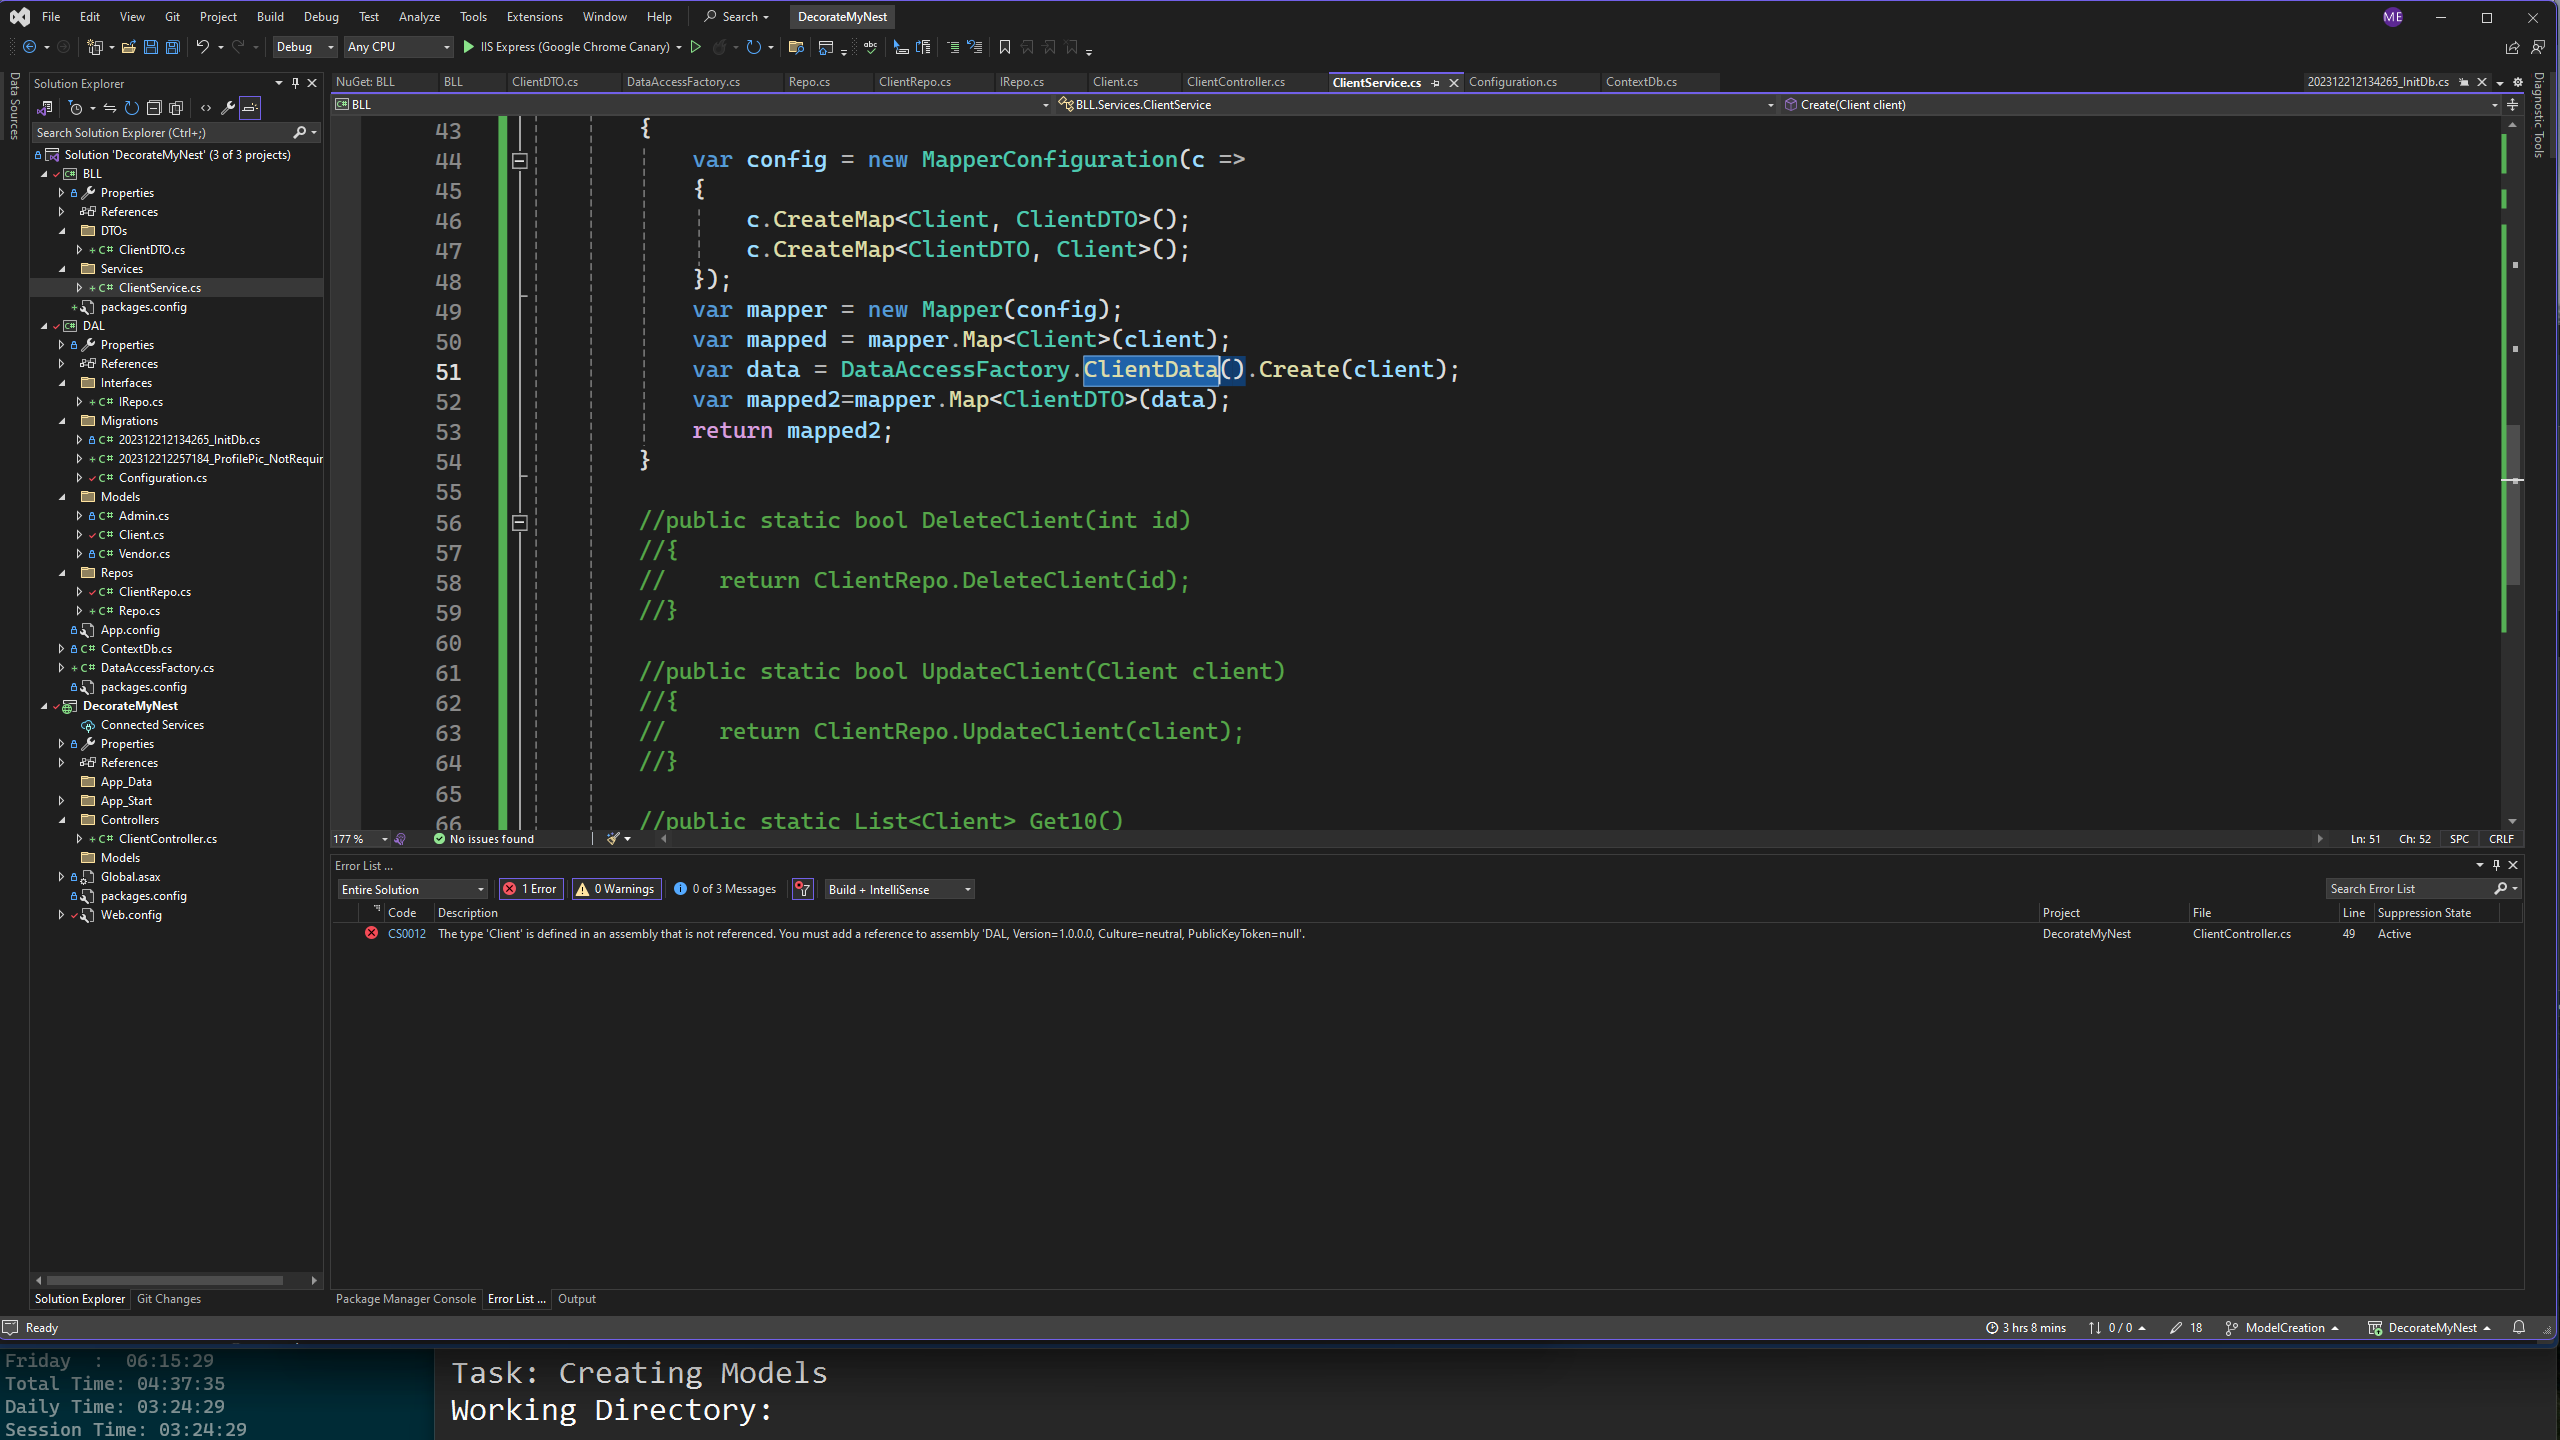 File Edit View Git Project Build Debug Test Analyze Tools Extensions Window Help Search DecorateMyNest ME
Debug Any CPU IIS Express (Google Chrome Canary)
Data Sources
Solution Explorer
Search Solution Explorer (Ctrl+;)
Solution 'DecorateMyNest' (3 of 3 projects)
BLL
Properties
References
DTOs
C# ClientDTO.cs
Services
C# ClientService.cs
packages.config
DAL
Properties
References
Interfaces
C# IRepo.cs
Migrations
C# 202312212134265_InitDb.cs
C# 202312212257184_ProfilePic_NotRequir
C# Configuration.cs
Models
C# Admin.cs
C# Client.cs
C# Vendor.cs
Repos
C# ClientRepo.cs
C# Repo.cs
App.config
C# ContextDb.cs
C# DataAccessFactory.cs
packages.config
DecorateMyNest
Connected Services
Properties
References
App_Data
App_Start
Controllers
C# ClientController.cs
Models
Global.asax
packages.config
Web.config
Solution Explorer Git Changes
NuGet: BLL BLL ClientDTO.cs DataAccessFactory.cs Repo.cs ClientRepo.cs IRepo.cs Client.cs ClientController.cs ClientService.cs Configuration.cs ContextDb.cs 202312212134265_InitDb.cs
C# BLL BLL.Services.ClientService Create(Client client)
43 {
44 var config = new MapperConfiguration(c =>
45 {
46 c.CreateMap<Client, ClientDTO>();
47 c.CreateMap<ClientDTO, Client>();
48 });
49 var mapper = new Mapper(config);
50 var mapped = mapper.Map<Client>(client);
51 var data = DataAccessFactory.ClientData().Create(client);
52 var mapped2=mapper.Map<ClientDTO>(data);
53 return mapped2;
54 }
55
56 //public static bool DeleteClient(int id)
57 //{
58 //    return ClientRepo.DeleteClient(id);
59 //}
60
61 //public static bool UpdateClient(Client client)
62 //{
63 //    return ClientRepo.UpdateClient(client);
64 //}
65
66 //public static List<Client> Get10()
177 % No issues found Ln: 51 Ch: 52 SPC CRLF
Diagnostic Tools
Error List ...
Entire Solution 1 Error 0 Warnings 0 of 3 Messages Build + IntelliSense Search Error List
Code Description Project File Line Suppression State
CS0012 The type 'Client' is defined in an assembly that is not referenced. You must add a reference to assembly 'DAL, Version=1.0.0.0, Culture=neutral, PublicKeyToken=null'. DecorateMyNest ClientController.cs 49 Active
Package Manager Console Error List ... Output
Ready 3 hrs 8 mins 0 / 0 18 ModelCreation DecorateMyNest
Friday  :  06:15:29
Total Time: 04:37:35
Daily Time: 03:24:29
Session Time: 03:24:29
Task: Creating Models
Working Directory: